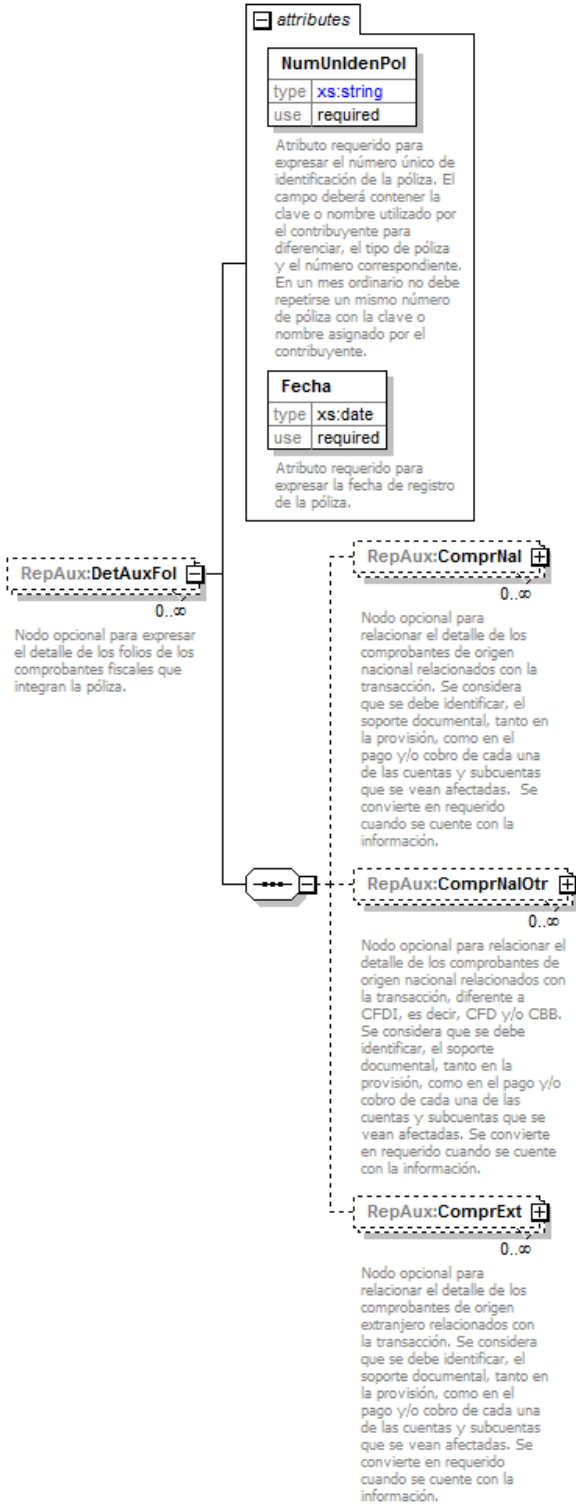 attributes
NumUnIdenPol
type xs:string
use required
Atributo requerido para
expresar el número único de
identificación de la póliza. El
campo deberá contener la
clave o nombre utilizado por
el contribuyente para
diferenciar, el tipo de póliza
y el número correspondiente.
En un mes ordinario no debe
repetirse un mismo número
de póliza con la clave o
nombre asignado por el
contribuyente.
Fecha
type xs:date
use required
Atributo requerido para
expresar la fecha de registro
de la póliza.
RepAux:DetAuxFol
0..∞
Nodo opcional para expresar
el detalle de los folios de los
comprobantes fiscales que
integran la póliza.
RepAux:ComprNal
0..∞
Nodo opcional para
relacionar el detalle de los
comprobantes de origen
nacional relacionados con la
transacción. Se considera
que se debe identificar, el
soporte documental, tanto en
la provisión, como en el
pago y/o cobro de cada una
de las cuentas y subcuentas
que se vean afectadas. Se
convierte en requerido
cuando se cuente con la
información.
RepAux:ComprNalOtr
0..∞
Nodo opcional para relacionar el
detalle de los comprobantes de
origen nacional relacionados con
la transacción, diferente a
CFDI, es decir, CFD y/o CBB.
Se considera que se debe
identificar, el soporte
documental, tanto en la
provisión, como en el pago y/o
cobro de cada una de las
cuentas y subcuentas que se
vean afectadas. Se convierte
en requerido cuando se cuente
con la información.
RepAux:ComprExt
0..∞
Nodo opcional para
relacionar el detalle de los
comprobantes de origen
extranjero relacionados con
la transacción. Se considera
que se debe identificar, el
soporte documental, tanto en
la provisión, como en el
pago y/o cobro de cada una
de las cuentas y subcuentas
que se vean afectadas. Se
convierte en requerido
cuando se cuente con la
información.